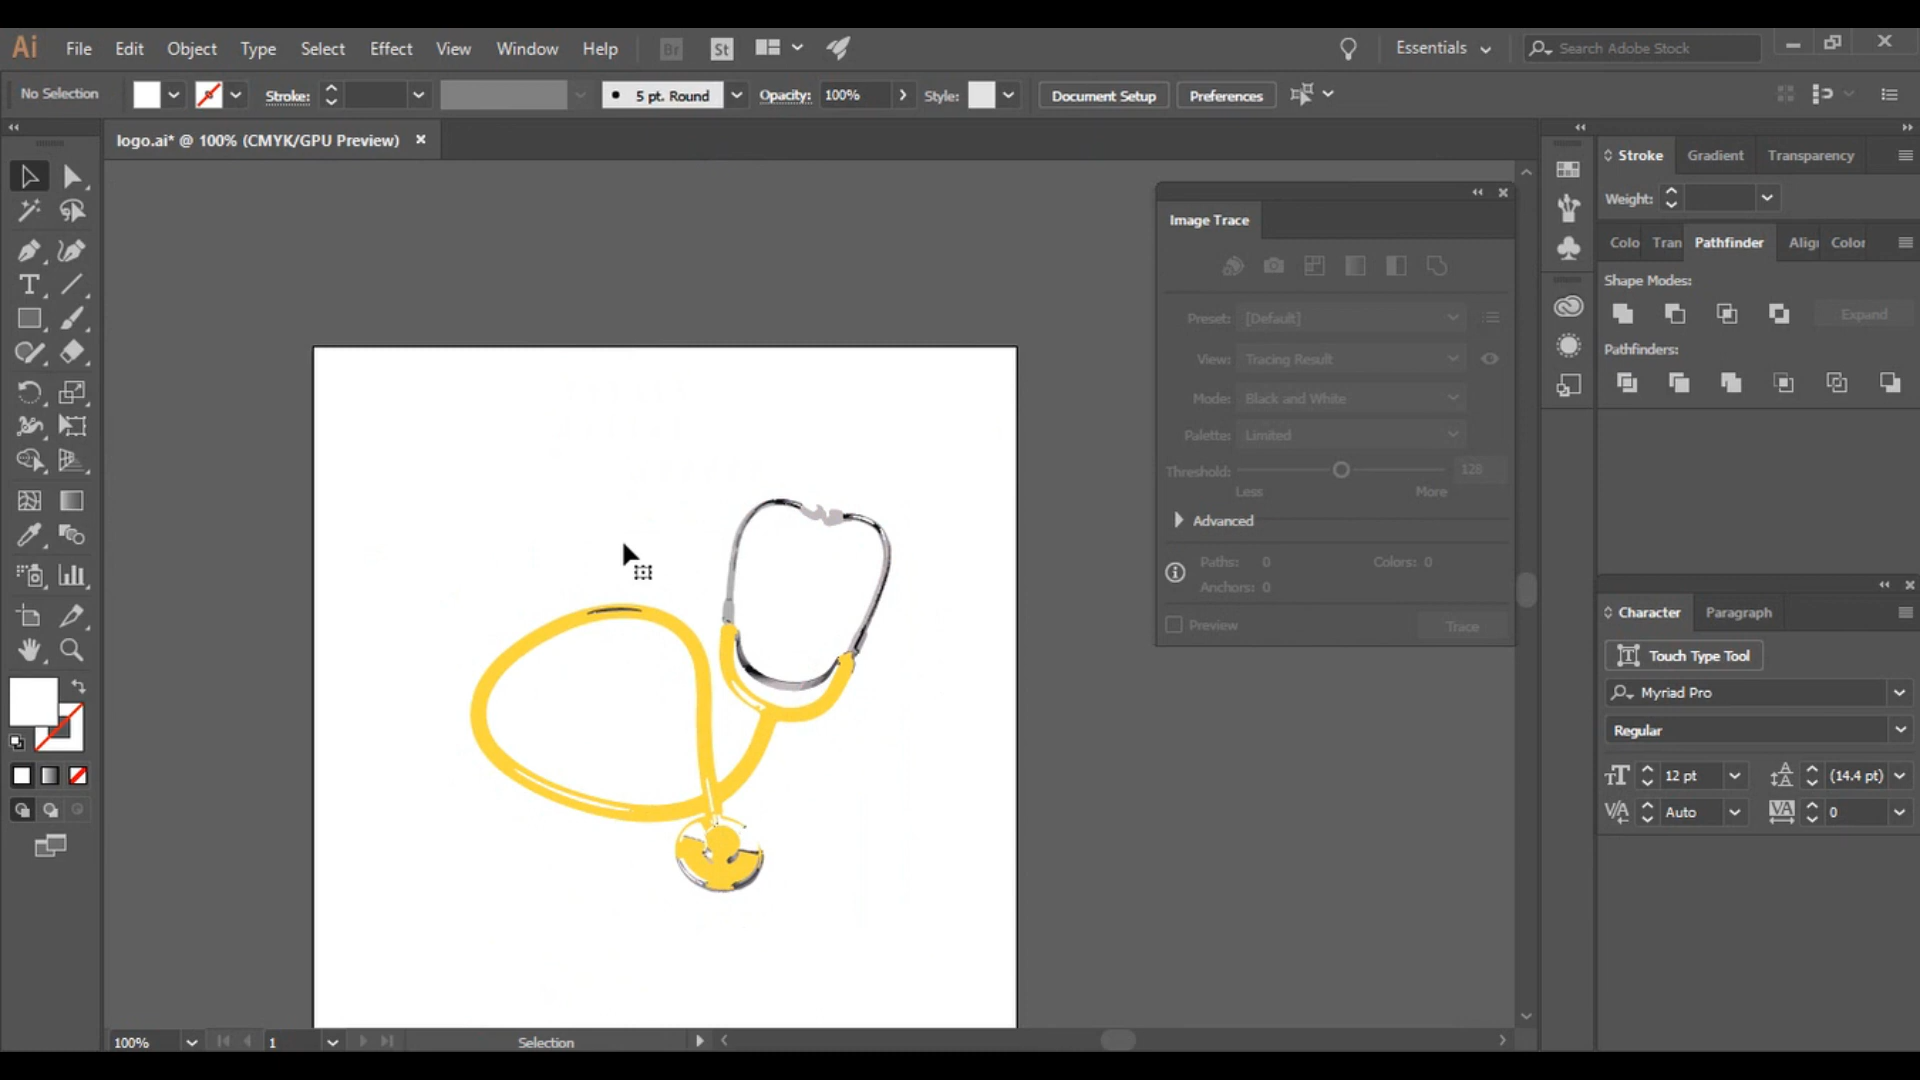 Ai File Edit Object Type Select Effect View Window Help Br St Essentials Search Adobe Stock
No Selection Stroke: 5 pt. Round Opacity: 100% Style: Document Setup Preferences
logo.ai* @ 100% (CMYK/GPU Preview)
Stroke Gradient Transparency
Weight:
Image Trace
Colo Tran Pathfinder Align Color
Shape Modes:
Expand
Preset: [Default]
Pathfinders:
View: Tracing Result
Mode: Black and White
Palette: Limited
Threshold: 128
Less More
Advanced
Paths: 0 Colors: 0
Anchors: 0
Preview Trace
Character Paragraph
Touch Type Tool
Myriad Pro
Regular
12 pt (14.4 pt)
Auto 0
100% 1 Selection